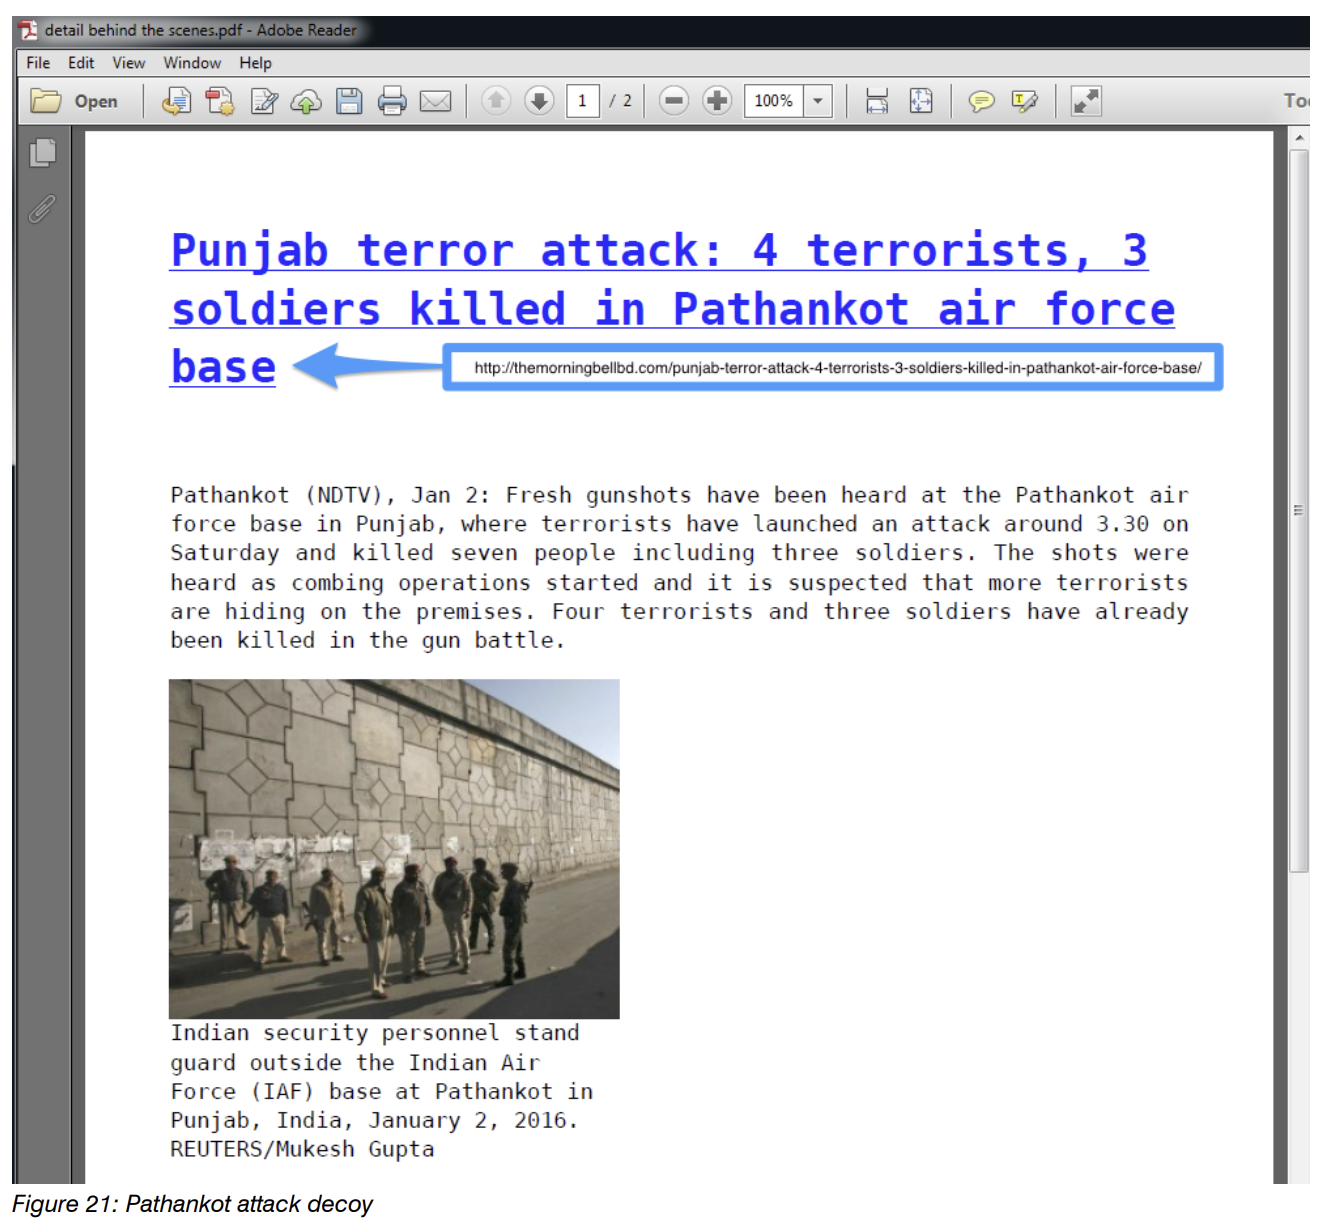 detail behind the scenes.pdf - Adobe Reader
File Edit View Window Help
Open 1 / 2 100%
Punjab terror attack: 4 terrorists, 3
soldiers killed in Pathankot air force
base
http://themorningbellbd.com/punjab-terror-attack-4-terrorists-3-soldiers-killed-in-pathankot-air-force-base/
Pathankot (NDTV), Jan 2: Fresh gunshots have been heard at the Pathankot air
force base in Punjab, where terrorists have launched an attack around 3.30 on
Saturday and killed seven people including three soldiers. The shots were
heard as combing operations started and it is suspected that more terrorists
are hiding on the premises. Four terrorists and three soldiers have already
been killed in the gun battle.
Indian security personnel stand
guard outside the Indian Air
Force (IAF) base at Pathankot in
Punjab, India, January 2, 2016.
REUTERS/Mukesh Gupta
Figure 21: Pathankot attack decoy